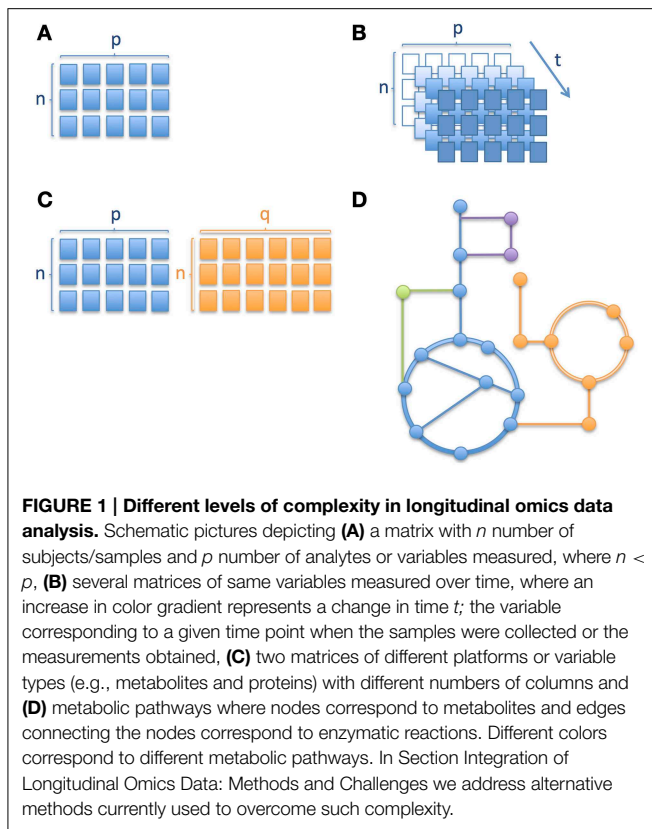 A
p
n
B
p
t
n
C
p
q
n
n
D
FIGURE 1 | Different levels of complexity in longitudinal omics data
analysis. Schematic pictures depicting (A) a matrix with n number of
subjects/samples and p number of analytes or variables measured, where n <
p, (B) several matrices of same variables measured over time, where an
increase in color gradient represents a change in time t; the variable
corresponding to a given time point when the samples were collected or the
measurements obtained, (C) two matrices of different platforms or variable
types (e.g., metabolites and proteins) with different numbers of columns and
(D) metabolic pathways where nodes correspond to metabolites and edges
connecting the nodes correspond to enzymatic reactions. Different colors
correspond to different metabolic pathways. In Section Integration of
Longitudinal Omics Data: Methods and Challenges we address alternative
methods currently used to overcome such complexity.